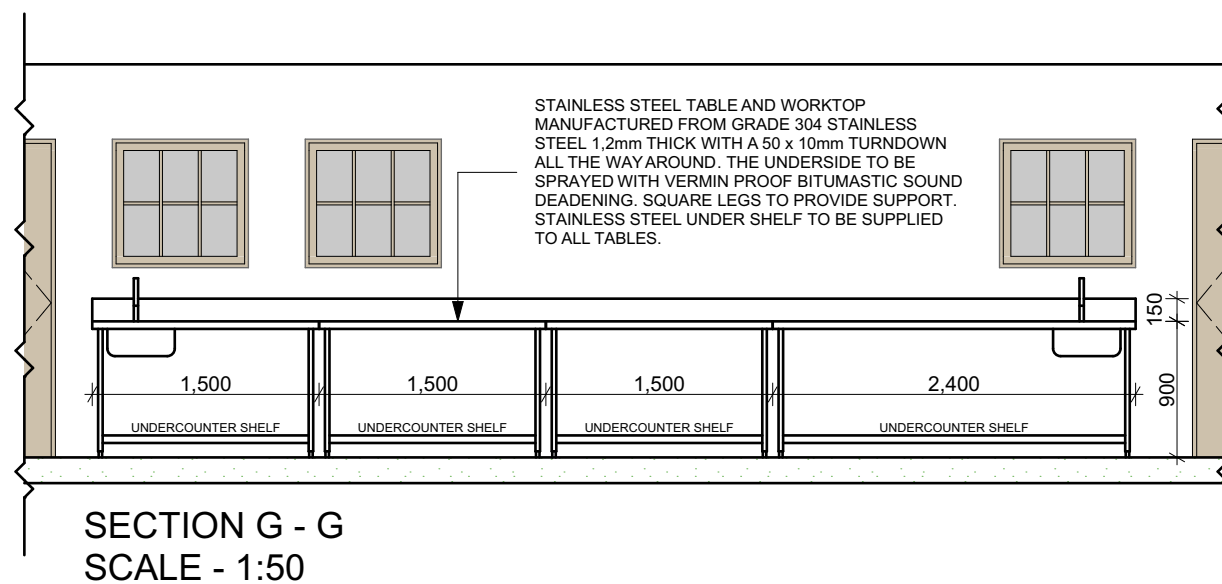 STAINLESS STEEL TABLE AND WORKTOP
MANUFACTURED FROM GRADE 304 STAINLESS
STEEL 1,2mm THICK WITH A 50 x 10mm TURNDOWN
ALL THE WAY AROUND. THE UNDERSIDE TO BE
SPRAYED WITH VERMIN PROOF BITUMASTIC SOUND
DEADENING. SQUARE LEGS TO PROVIDE SUPPORT.
STAINLESS STEEL UNDER SHELF TO BE SUPPLIED
TO ALL TABLES.
150
1,500 1,500 1,500 2,400
900
UNDERCOUNTER SHELF UNDERCOUNTER SHELF UNDERCOUNTER SHELF UNDERCOUNTER SHELF
SECTION G - G
SCALE - 1:50